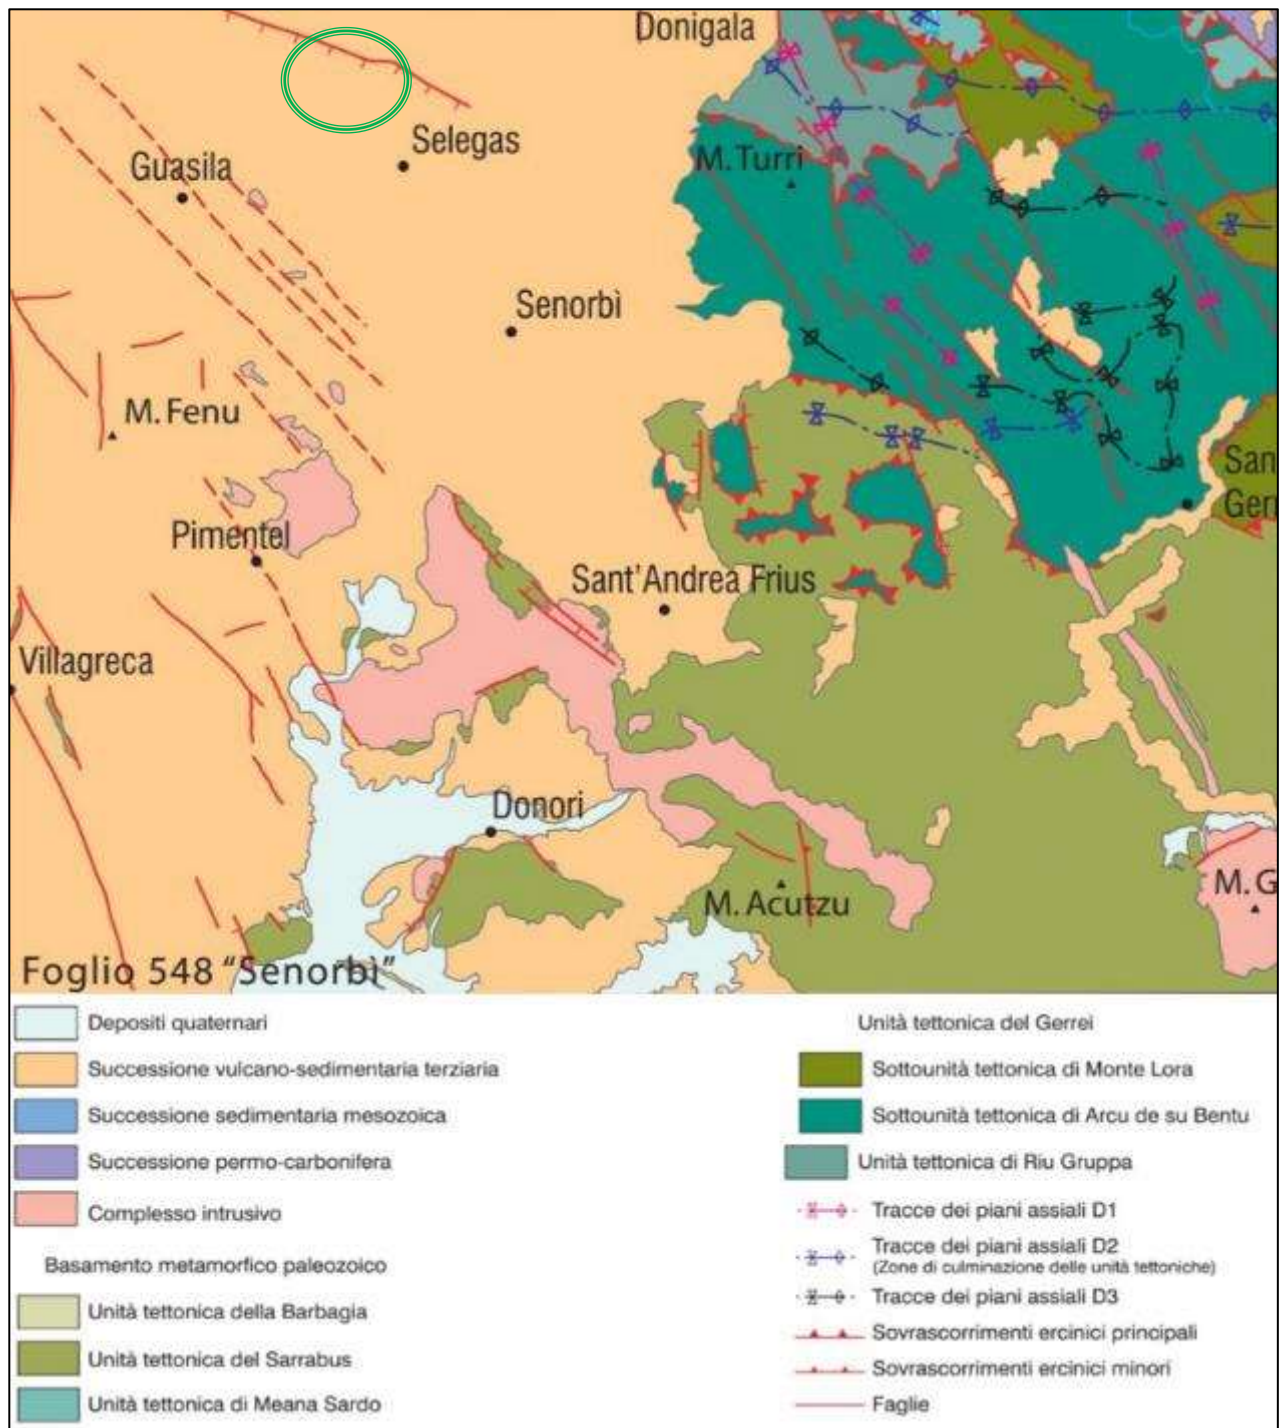 Donigala
Selegas
M. Turri
Guasila
Senorbì
M. Fenu
San
Ger
Pimentel
Sant'Andrea Frius
Villagreca
Donori
M. G
M. Acutzu
Foglio 548 "Senorbì"
Depositi quaternari
Successione vulcano-sedimentaria terziaria
Successione sedimentaria mesozoica
Successione permo-carbonifera
Complesso intrusivo
Basamento metamorfico paleozoico
Unità tettonica della Barbagia
Unità tettonica del Sarrabus
Unità tettonica di Meana Sardo
Unità tettonica del Gerrei
Sottounità tettonica di Monte Lora
Sottounità tettonica di Arcu de su Bentu
Unità tettonica di Riu Gruppa
Tracce dei piani assiali D1
Tracce dei piani assiali D2
(Zone di culminazione delle unità tettoniche)
Tracce dei piani assiali D3
Sovrascorrimenti ercinici principali
Sovrascorrimenti ercinici minori
Faglie